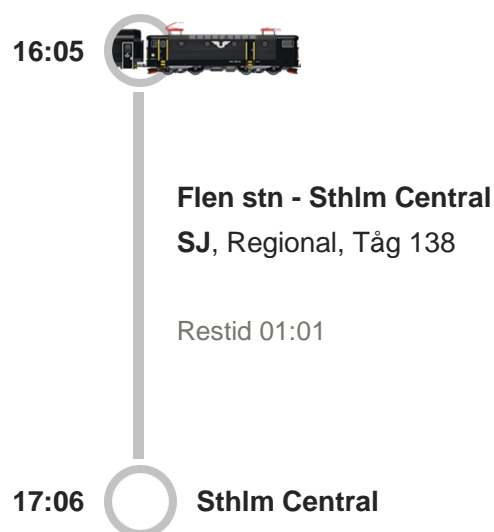 16:05
Flen stn - Sthlm Central
SJ, Regional, Tåg 138
Restid 01:01
17:06 Sthlm Central